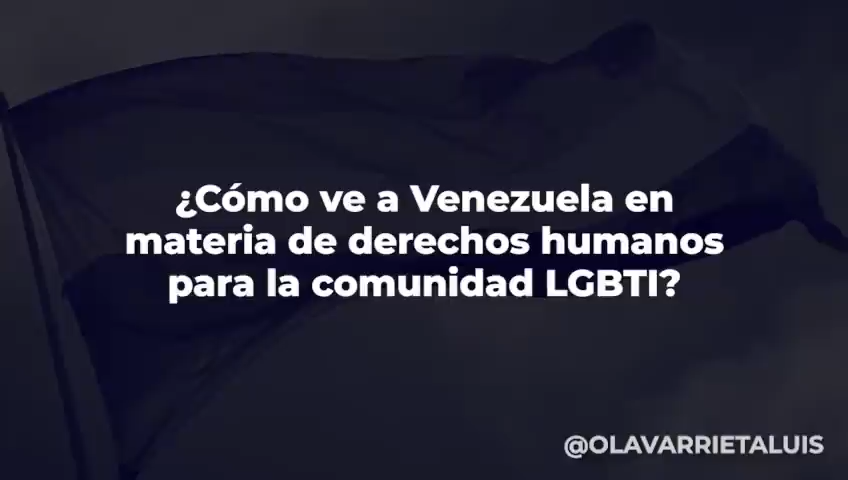 ¿Cómo ve a Venezuela en
materia de derechos humanos
para la comunidad LGBTI?
@OLAVARRIETALUIS